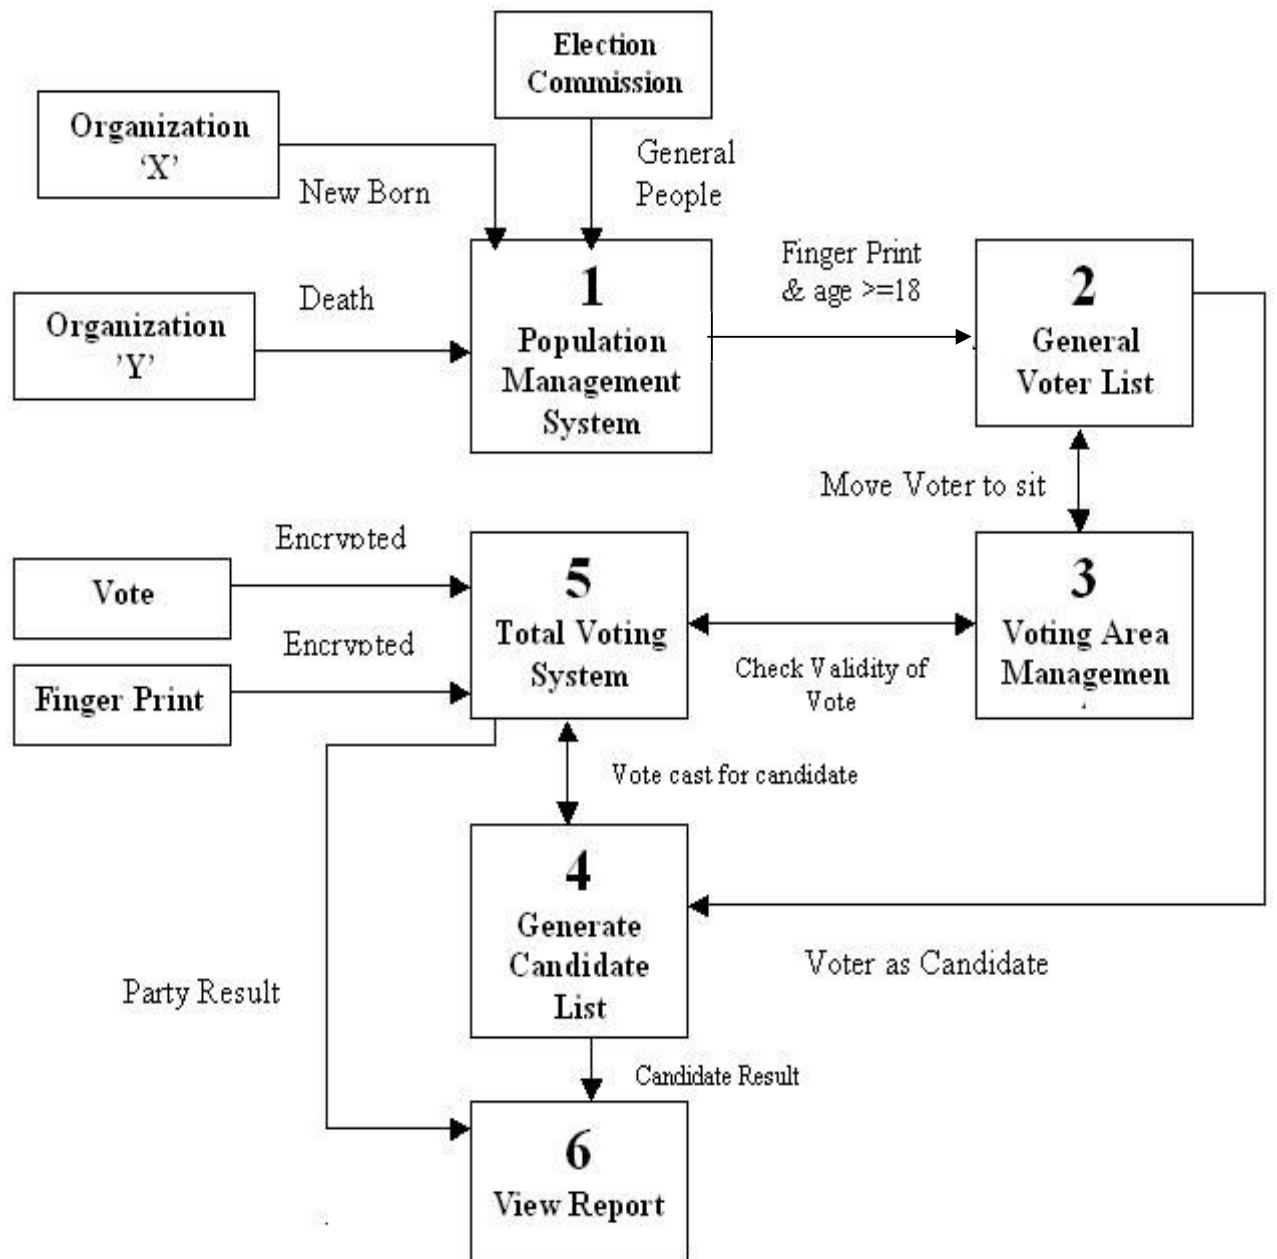 Election
Commission
Organization
‘X’
New Born
General
People
Organization
’Y’
Death
1
Population
Management
System
Finger Print
& age >=18
2
General
Voter List
Move Voter to sit
Vote
Encrypted
Finger Print
Encrypted
5
Total Voting
System
Check Validity of
Vote
3
Voting Area
Managemen
Vote cast for candidate
4
Generate
Candidate
List
Voter as Candidate
Party Result
Candidate Result
6
View Report